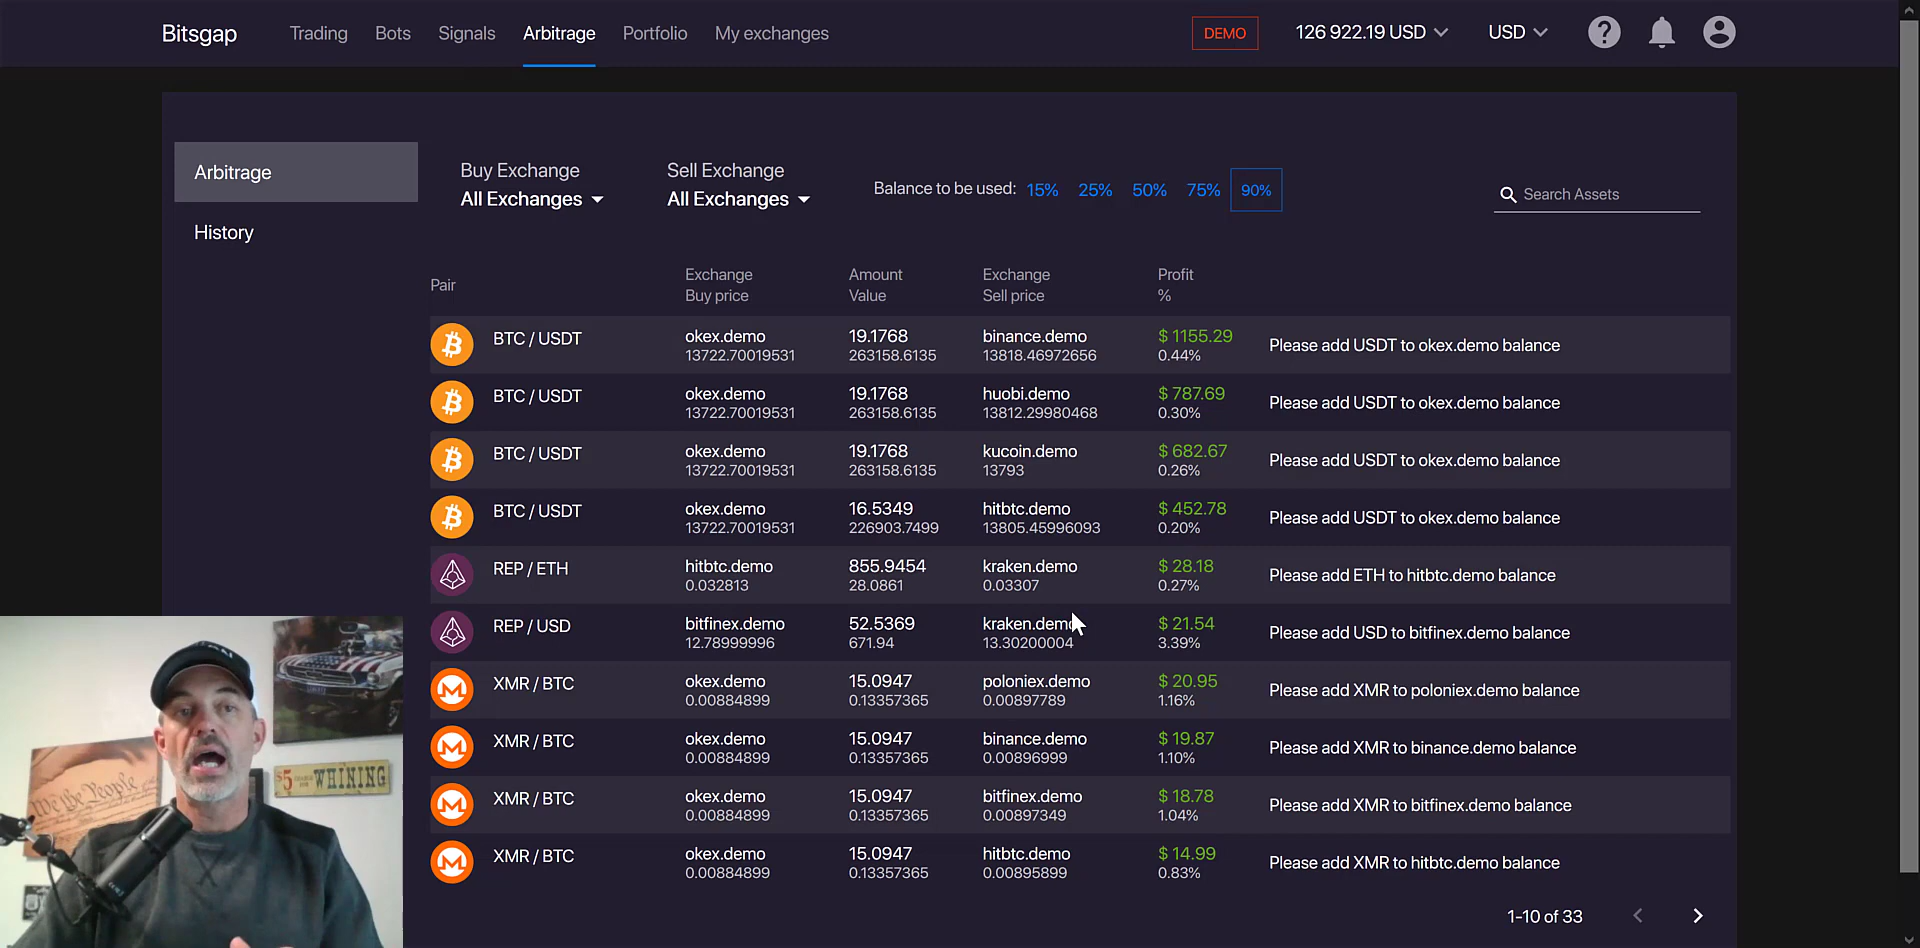 Bitsgap Trading Bots Signals Arbitrage Portfolio My exchanges DEMO 126 922.19 USD USD ?
Arbitrage
History
Buy Exchange
All Exchanges
Sell Exchange
All Exchanges
Balance to be used: 15% 25% 50% 75% 90%
Search Assets
Pair
Exchange
Buy price
Amount
Value
Exchange
Sell price
Profit
%
BTC / USDT
okex.demo
13722.70019531
19.1768
263158.6135
binance.demo
13818.46972656
$ 1155.29
0.44%
Please add USDT to okex.demo balance
BTC / USDT
okex.demo
13722.70019531
19.1768
263158.6135
huobi.demo
13812.29980468
$ 787.69
0.30%
Please add USDT to okex.demo balance
BTC / USDT
okex.demo
13722.70019531
19.1768
263158.6135
kucoin.demo
13793
$ 682.67
0.26%
Please add USDT to okex.demo balance
BTC / USDT
okex.demo
13722.70019531
16.5349
226903.7499
hitbtc.demo
13805.45996093
$ 452.78
0.20%
Please add USDT to okex.demo balance
REP / ETH
hitbtc.demo
0.032813
855.9454
28.0861
kraken.demo
0.03307
$ 28.18
0.27%
Please add ETH to hitbtc.demo balance
REP / USD
bitfinex.demo
12.78999996
52.5369
671.94
kraken.demo
13.30200004
$ 21.54
3.39%
Please add USD to bitfinex.demo balance
XMR / BTC
okex.demo
0.00884899
15.0947
0.13357365
poloniex.demo
0.00897789
$ 20.95
1.16%
Please add XMR to poloniex.demo balance
XMR / BTC
okex.demo
0.00884899
15.0947
0.13357365
binance.demo
0.00896999
$ 19.87
1.10%
Please add XMR to binance.demo balance
XMR / BTC
okex.demo
0.00884899
15.0947
0.13357365
bitfinex.demo
0.00897349
$ 18.78
1.04%
Please add XMR to bitfinex.demo balance
XMR / BTC
okex.demo
0.00884899
15.0947
0.13357365
hitbtc.demo
0.00895899
$ 14.99
0.83%
Please add XMR to hitbtc.demo balance
1-10 of 33
We the People
$5
WHINING